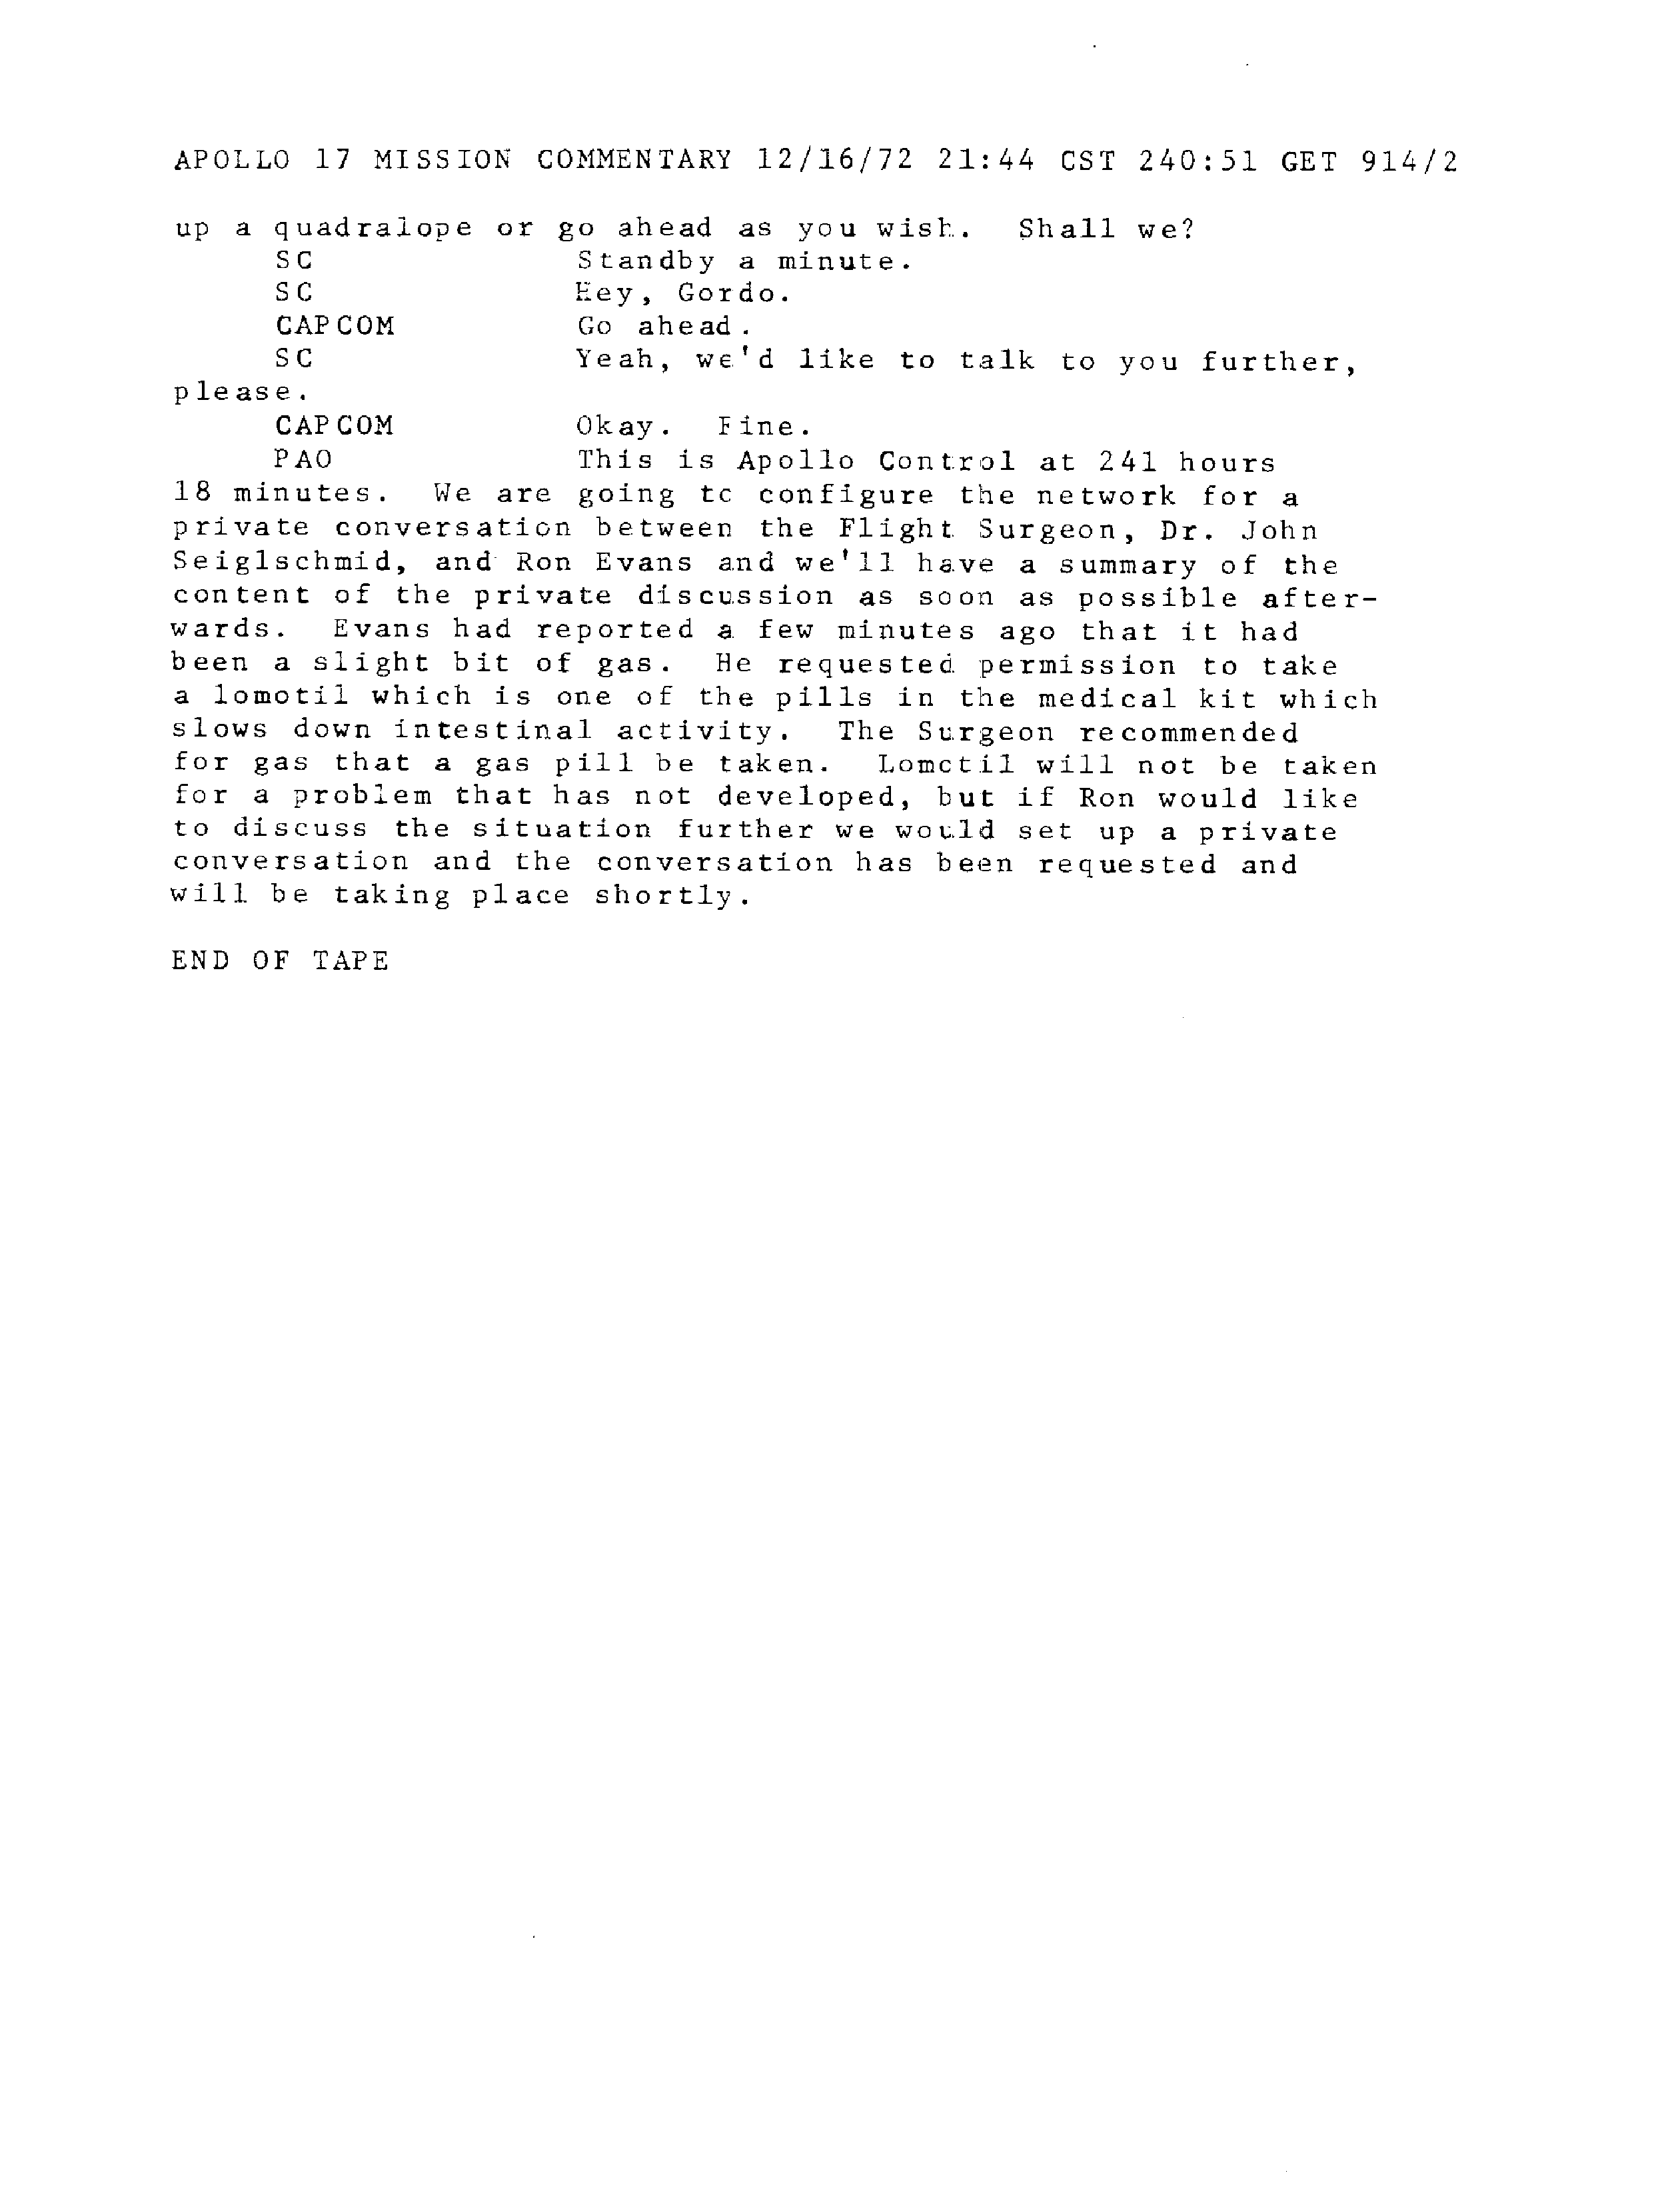 APOLLO 17 MISSION COMMENTARY 12/16/72 21:44 CST 240:51 GET 914/2
up a quadralope or go ahead as you wish. Shall we?
SC Standby a minute.
SC Hey, Gordo.
CAPCOM Go ahead.
SC Yeah, we'd like to talk to you further,
please.
CAPCOM Okay. Fine.
PAO This is Apollo Control at 241 hours
18 minutes. We are going to configure the network for a
private conversation between the Flight Surgeon, Dr. John
Seiglschmid, and Ron Evans and we'll have a summary of the
content of the private discussion as soon as possible after-
wards. Evans had reported a few minutes ago that it had
been a slight bit of gas. He requested permission to take
a lomotil which is one of the pills in the medical kit which
slows down intestinal activity. The Surgeon recommended
for gas that a gas pill be taken. Lomotil will not be taken
for a problem that has not developed, but if Ron would like
to discuss the situation further we would set up a private
conversation and the conversation has been requested and
will be taking place shortly.
END OF TAPE